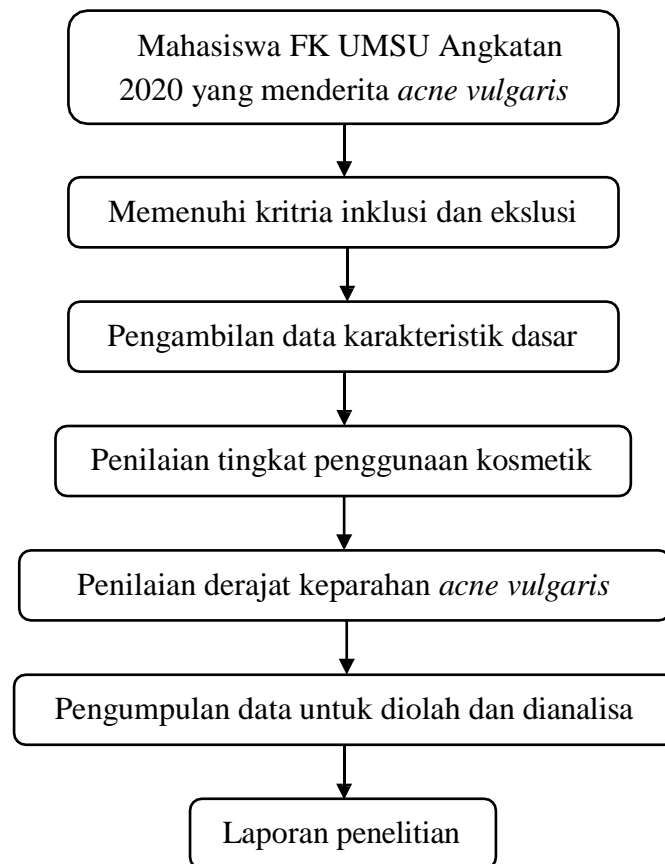 Mahasiswa FK UMSU Angkatan
2020 yang menderita acne vulgaris
Memenuhi kritria inklusi dan ekslusi
Pengambilan data karakteristik dasar
Penilaian tingkat penggunaan kosmetik
Penilaian derajat keparahan acne vulgaris
Pengumpulan data untuk diolah dan dianalisa
Laporan penelitian